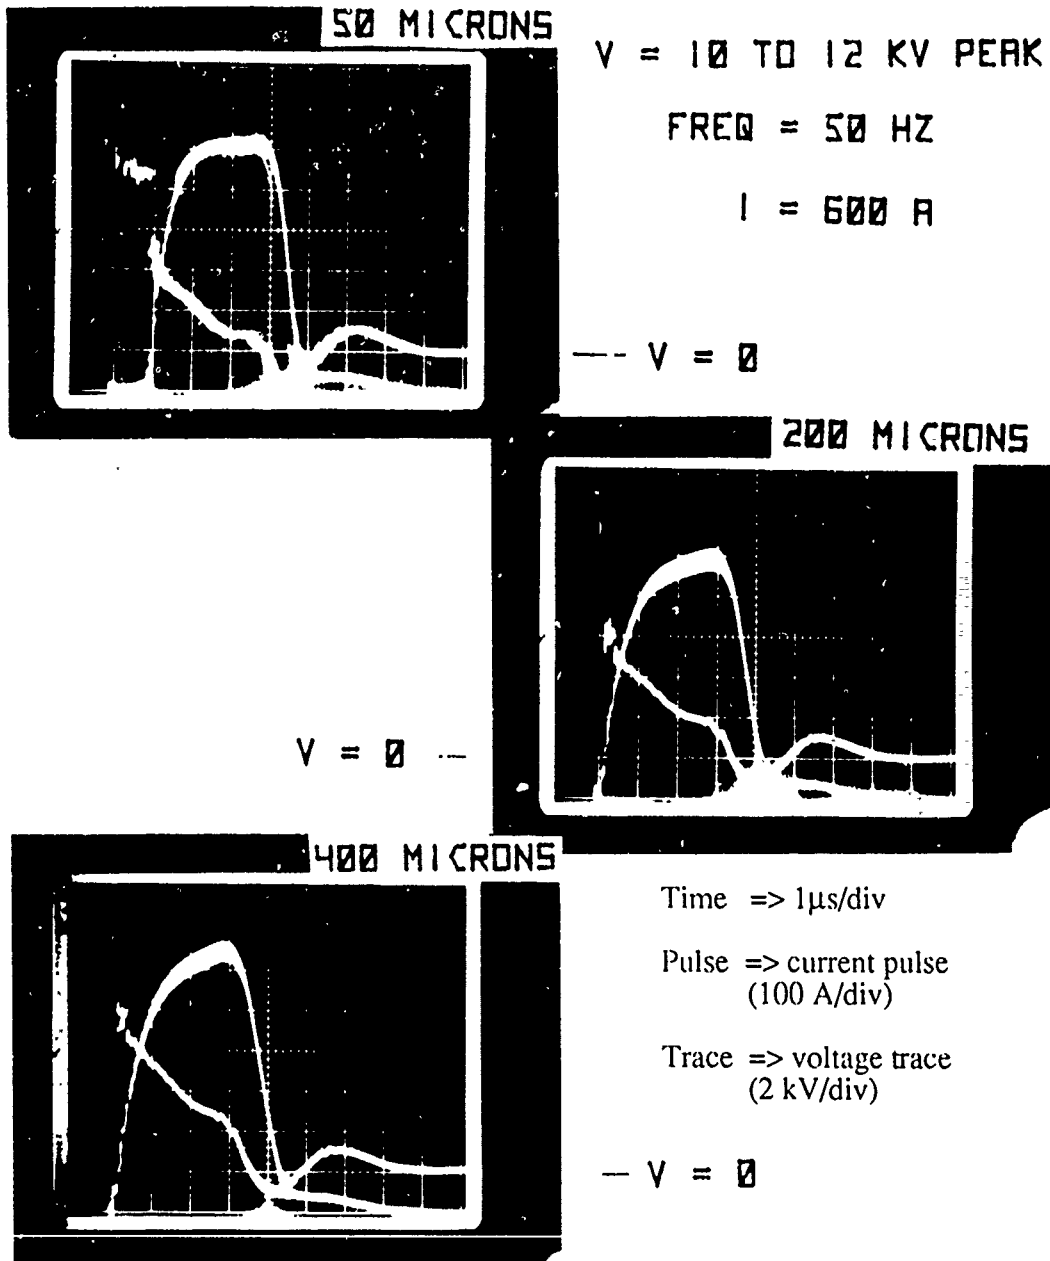 50 MICRONS
V = 10 TO 12 KV PEAK
FREQ = 50 HZ
I = 600 A
--- V = 0
200 MICRONS
V = 0 --
400 MICRONS
Time => 1μs/div
Pulse => current pulse
(100 A/div)
Trace => voltage trace
(2 kV/div)
— V = 0